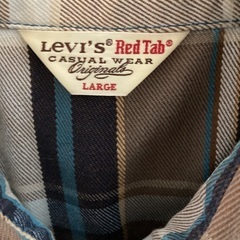 LEVI'S® Red Tab®
CASUAL WEAR
Originals
LARGE